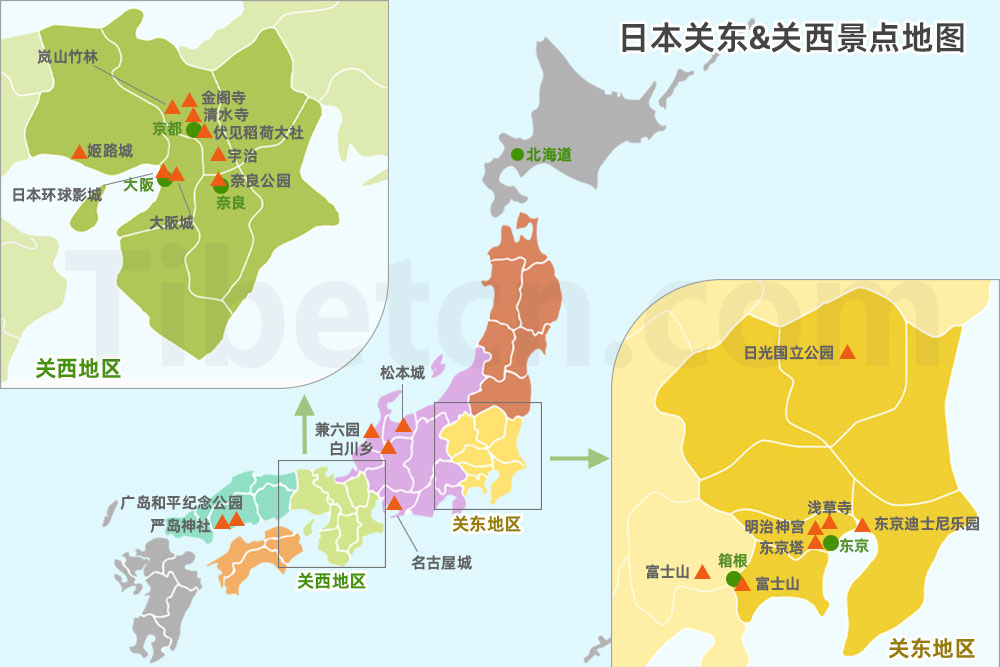 日本关东&关西景点地图
岚山竹林
金阁寺
清水寺
京都
伏见稻荷大社
姬路城
宇治
日本环球影城
大阪
奈良公园
奈良
大阪城
关西地区
北海道
Tibeton.com
松本城
兼六园
白川乡
广岛和平纪念公园
严岛神社
名古屋城
关东地区
关西地区
日光国立公园
浅草寺
明治神宫
东京迪士尼乐园
东京塔
东京
箱根
富士山
富士山
关东地区